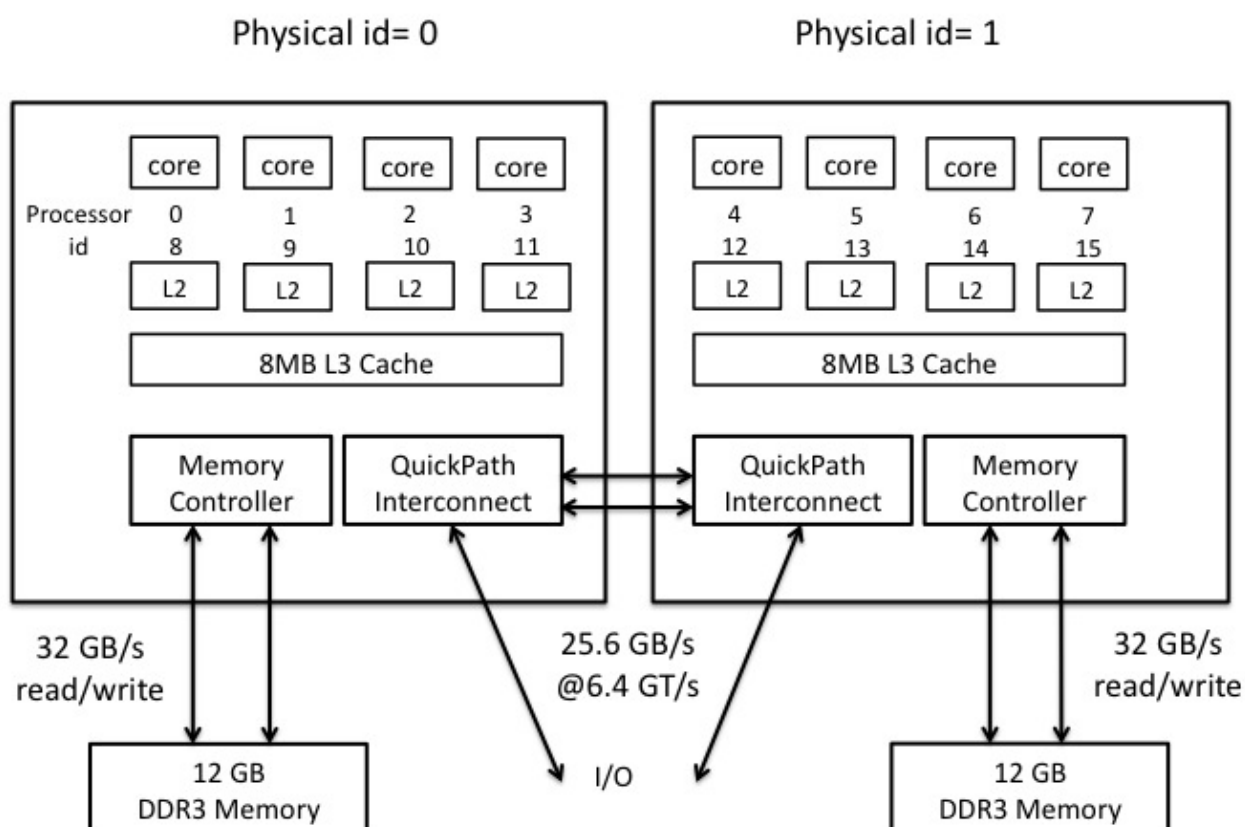 Physical id= 0
Physical id= 1
core core core core
core core core core
Processor 0 1 2 3
4 5 6 7
id 8 9 10 11
12 13 14 15
L2 L2 L2 L2
L2 L2 L2 L2
8MB L3 Cache
8MB L3 Cache
Memory
Controller
QuickPath
Interconnect
QuickPath
Interconnect
Memory
Controller
32 GB/s
read/write
25.6 GB/s
@6.4 GT/s
32 GB/s
read/write
12 GB
DDR3 Memory
I/O
12 GB
DDR3 Memory